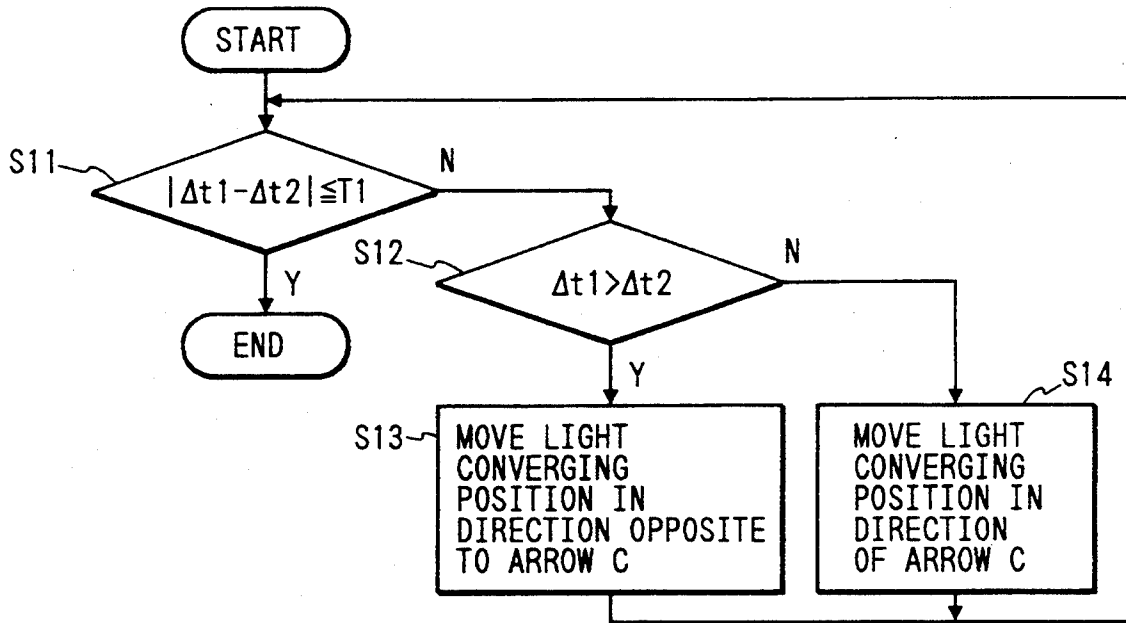 START
S11
|Δt1-Δt2|≦T1
N
Y
END
S12
Δt1>Δt2
N
Y
S13
MOVE LIGHT
CONVERGING
POSITION IN
DIRECTION OPPOSITE
TO ARROW C
S14
MOVE LIGHT
CONVERGING
POSITION IN
DIRECTION
OF ARROW C